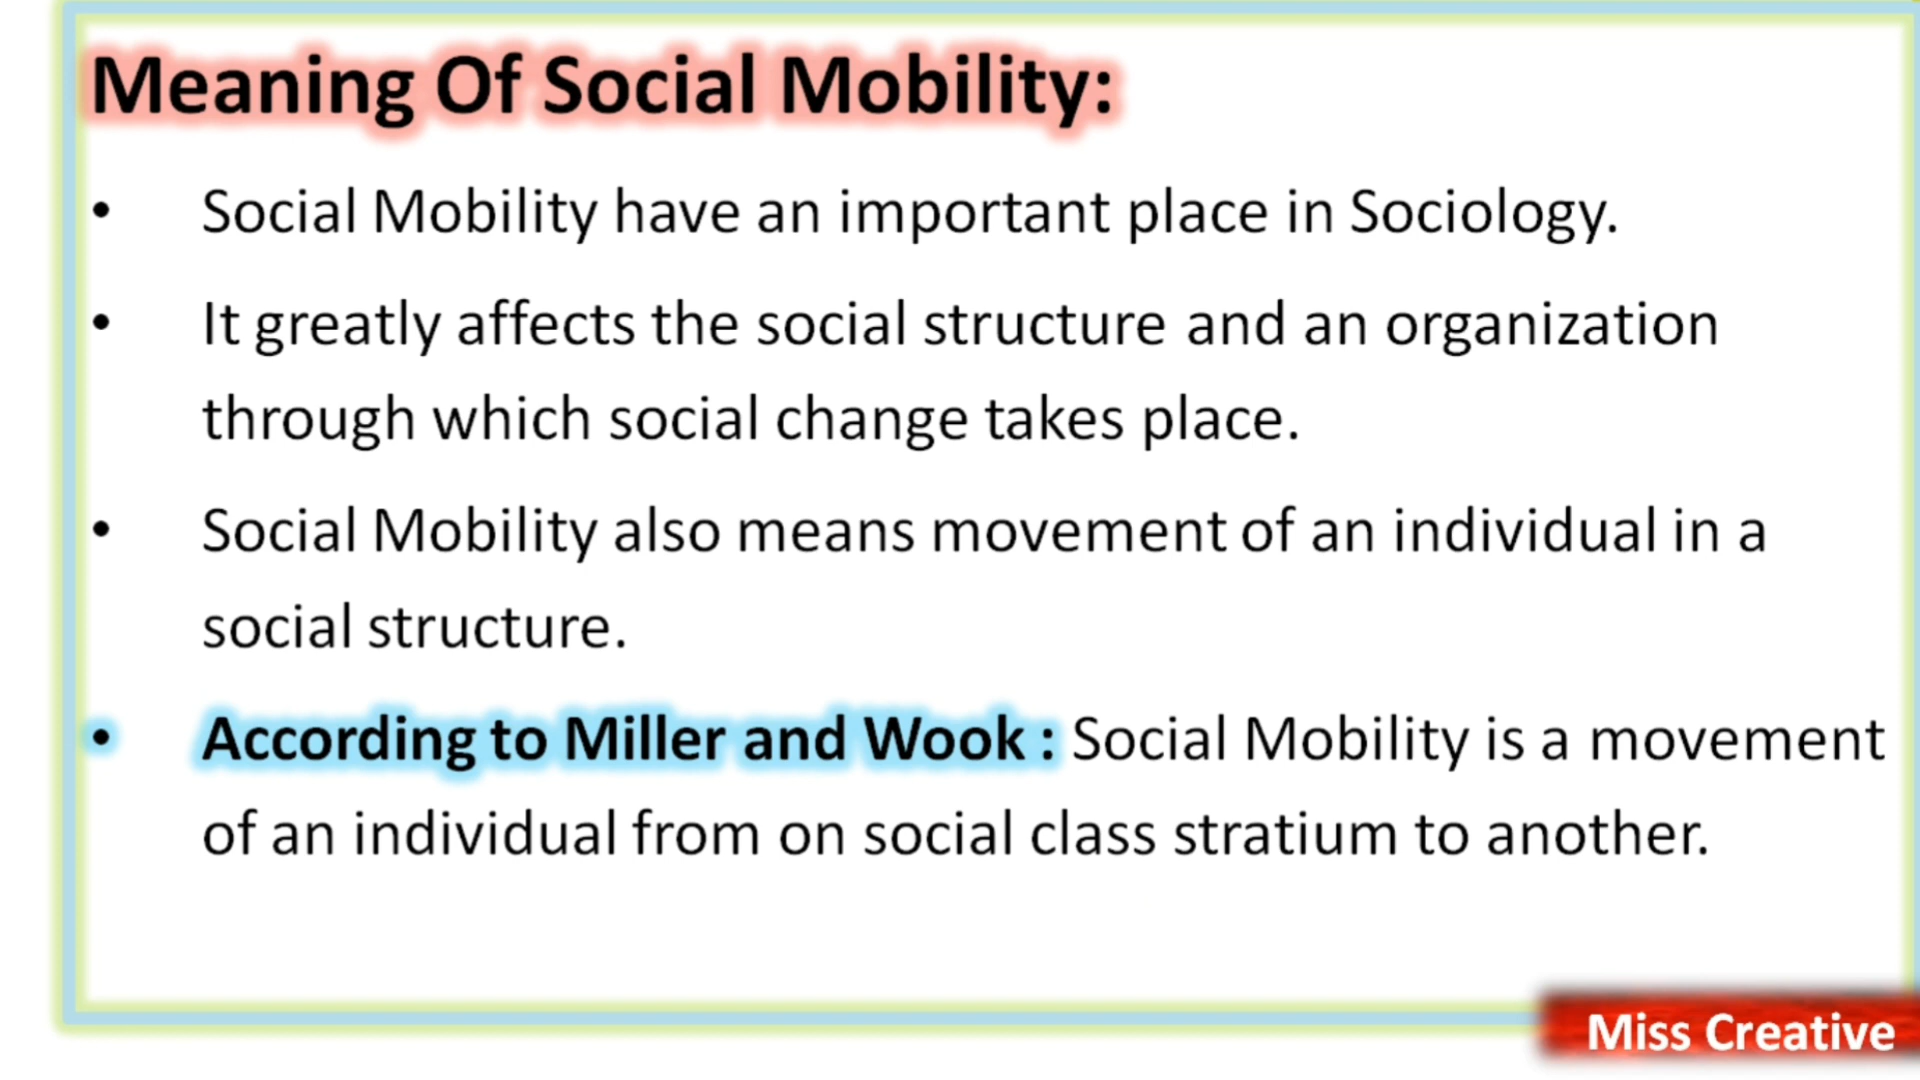 Meaning Of Social Mobility:
• Social Mobility have an important place in Sociology.
• It greatly affects the social structure and an organization
through which social change takes place.
• Social Mobility also means movement of an individual in a
social structure.
• According to Miller and Wook : Social Mobility is a movement
of an individual from on social class stratium to another.
Miss Creative